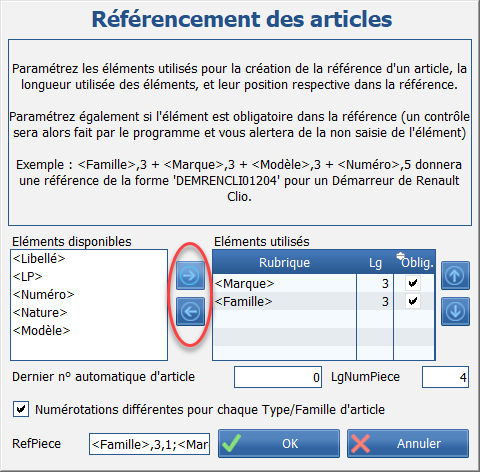 Référencement des articles
Paramétrez les éléments utilisés pour la création de la référence d'un article, la
longueur utilisée des éléments, et leur position respective dans la référence.
Paramétrez également si l'élément est obligatoire dans la référence (un contrôle
sera alors fait par le programme et vous alertera de la non saisie de l'élément)
Exemple : <Famille>,3 + <Marque>,3 + <Modèle>,3 + <Numéro>,5 donnera
une référence de la forme 'DEMRENCLI01204' pour un Démarreur de Renault
Clio.
Eléments disponibles
<Libellé>
<LP>
<Numéro>
<Nature>
<Modèle>
Eléments utilisés
Rubrique Lg Oblig.
<Marque> 3
<Famille> 3
Dernier n° automatique d'article 0 LgNumPiece 4
Numérotations différentes pour chaque Type/Famille d'article
RefPiece <Famille>,3,1;<Mar OK Annuler